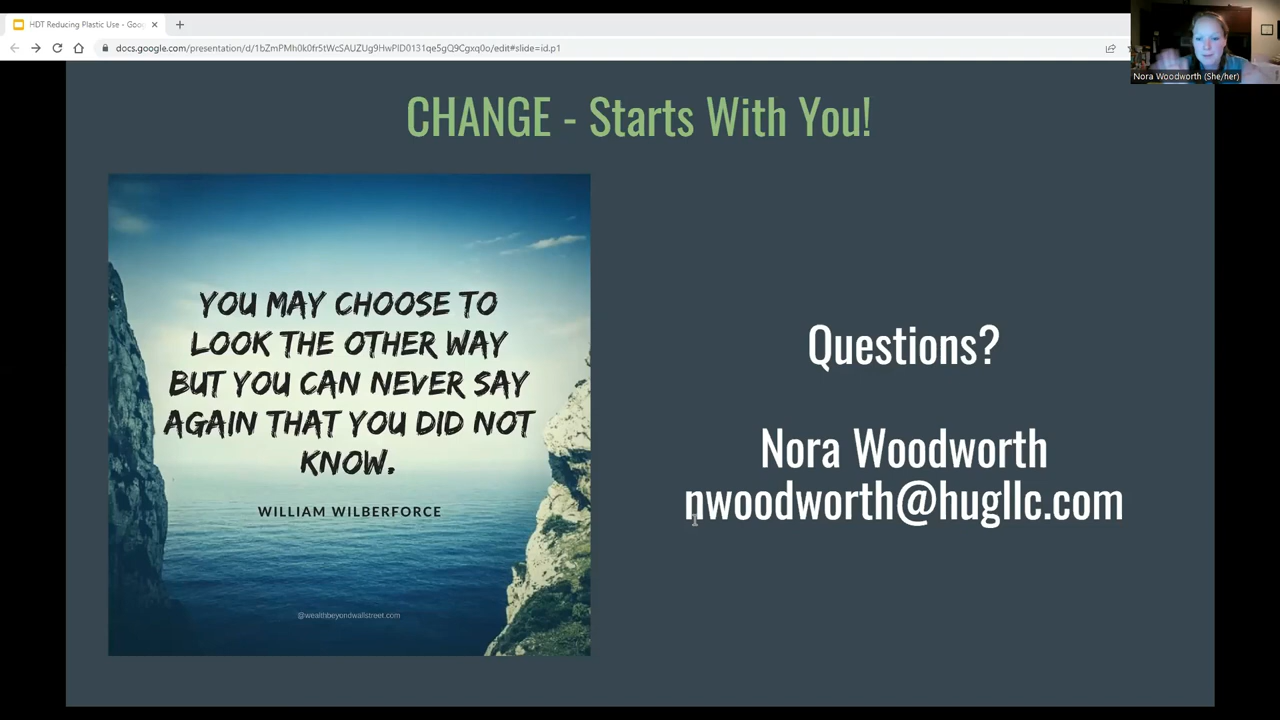 HDT Reducing Plastic Use - Goo
docs.google.com/presentation/d/1bZmPMh0k0fr5tWcSAUZUg9HwPlD0131qe5gQ9Cgxq0o/edit#slide=id.p1
Nora Woodworth (She/her)
CHANGE - Starts With You!
YOU MAY CHOOSE TO
LOOK THE OTHER WAY
BUT YOU CAN NEVER SAY
AGAIN THAT YOU DID NOT
KNOW.
WILLIAM WILBERFORCE
@wealthbeyondwallstreet.com
Questions?
Nora Woodworth
nwoodworth@hugllc.com